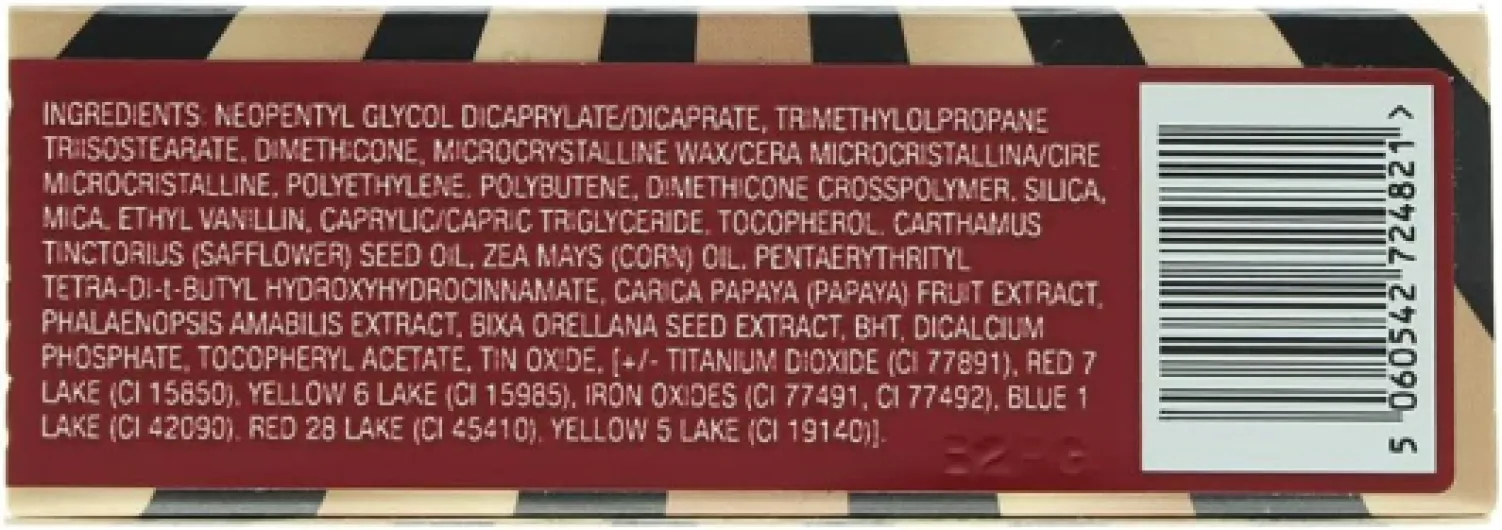 INGREDIENTS: NEOPENTYL GLYCOL DICAPRYLATE/DICAPRATE, TRIMETHYLOLPROPANE
TRIISOSTEARATE, DIMETHICONE, MICROCRYSTALLINE WAX/CERA MICROCRISTALLINA/CIRE
MICROCRISTALLINE, POLYETHYLENE, POLYBUTENE, DIMETHICONE CROSSPOLYMER, SILICA,
MICA, ETHYL VANILLIN, CAPRYLIC/CAPRIC TRIGLYCERIDE, TOCOPHEROL, CARTHAMUS
TINCTORIUS (SAFFLOWER) SEED OIL, ZEA MAYS (CORN) OIL, PENTAERYTHRITYL
TETRA-DI-t-BUTYL HYDROXYHYDROCINNAMATE, CARICA PAPAYA (PAPAYA) FRUIT EXTRACT,
PHALAENOPSIS AMABILIS EXTRACT, BIXA ORELLANA SEED EXTRACT, BHT, DICALCIUM
PHOSPHATE, TOCOPHERYL ACETATE, TIN OXIDE, [+/- TITANIUM DIOXIDE (CI 77891), RED 7
LAKE (CI 15850), YELLOW 6 LAKE (CI 15985), IRON OXIDES (CI 77491, CI 77492), BLUE 1
LAKE (CI 42090), RED 28 LAKE (CI 45410), YELLOW 5 LAKE (CI 19140)].
5 060542 724821 >